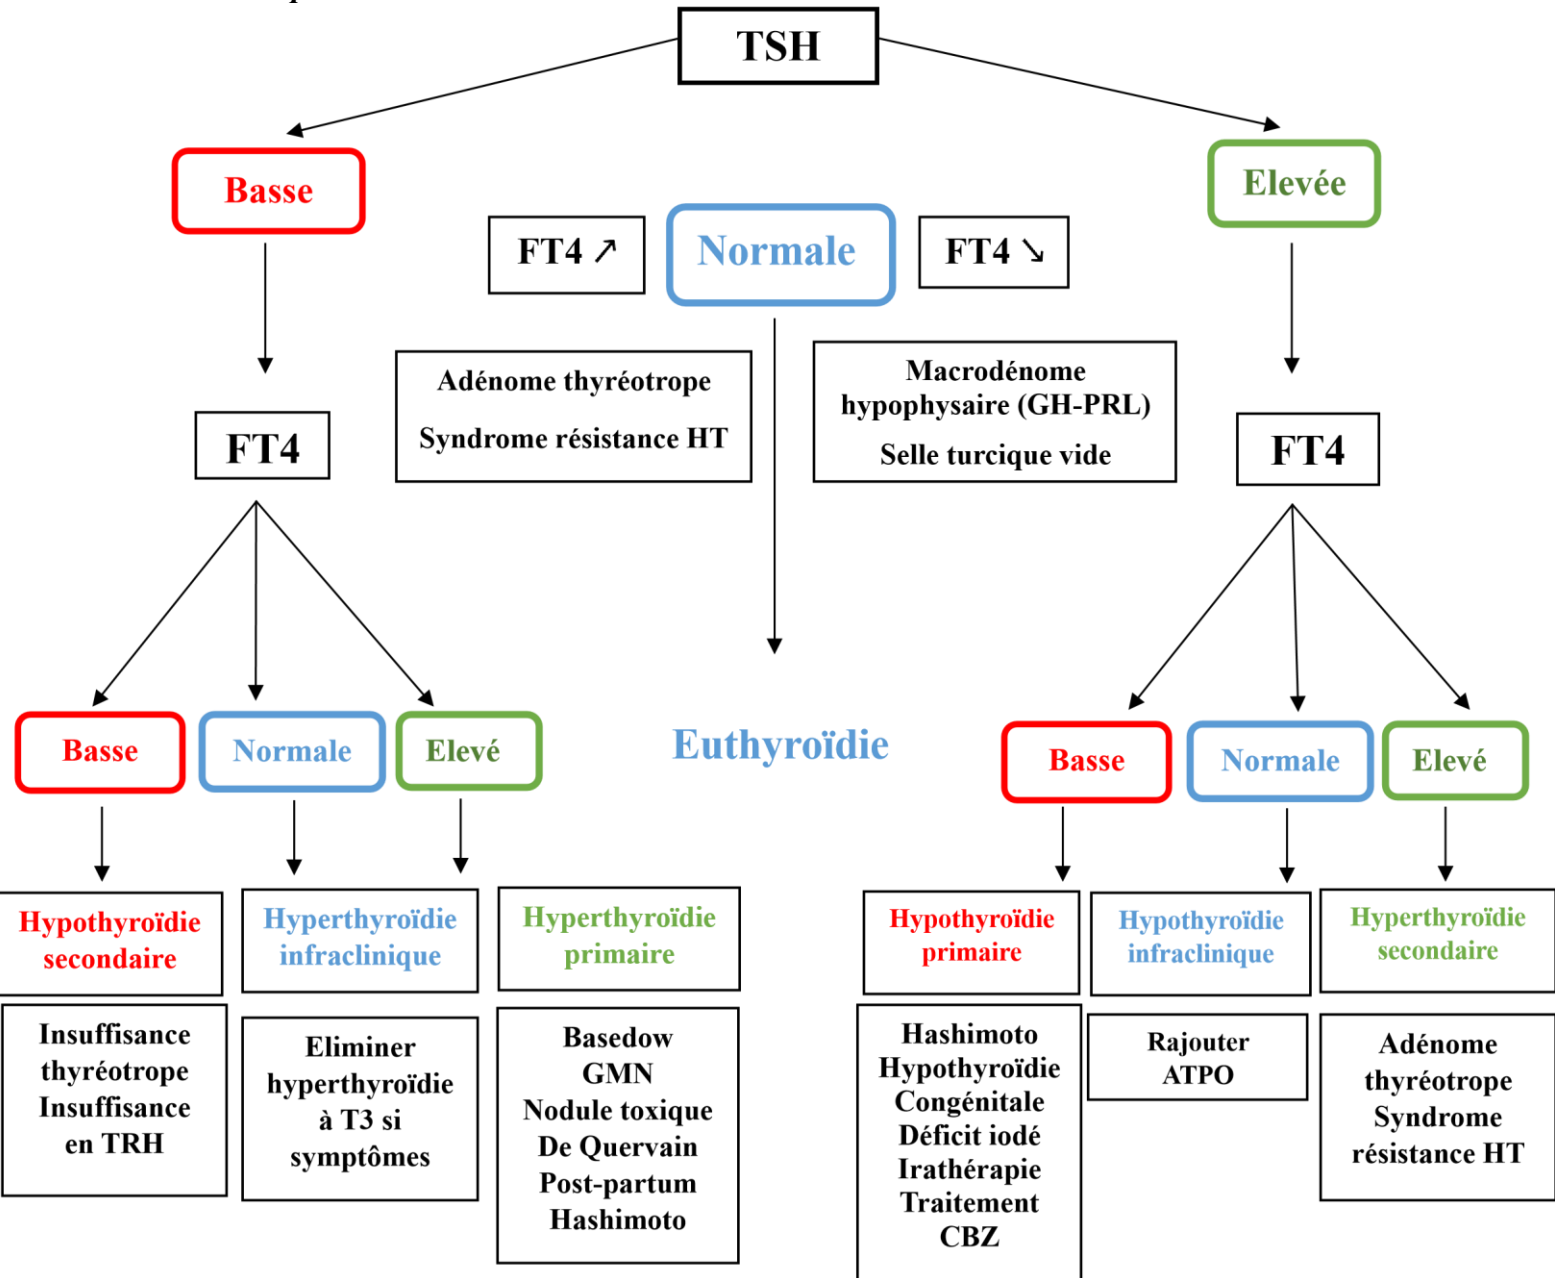 TSH
Basse
Elevée
FT4 ↗
Normale
FT4 ↘
Adénome thyréotrope
Syndrome résistance HT
Macrodénome
hypophysaire (GH-PRL)
Selle turcique vide
FT4
FT4
Euthyroïdie
Basse
Normale
Elevé
Basse
Normale
Elevé
Hypothyroïdie
secondaire
Hyperthyroïdie
infraclinique
Hyperthyroïdie
primaire
Hypothyroïdie
primaire
Hypothyroïdie
infraclinique
Hyperthyroïdie
secondaire
Insuffisance
thyréotrope
Insuffisance
en TRH
Eliminer
hyperthyroïdie
à T3 si
symptômes
Basedow
GMN
Nodule toxique
De Quervain
Post-partum
Hashimoto
Hashimoto
Hypothyroïdie
Congénitale
Déficit iodé
Irathérapie
Traitement
CBZ
Rajouter
ATPO
Adénome
thyréotrope
Syndrome
résistance HT